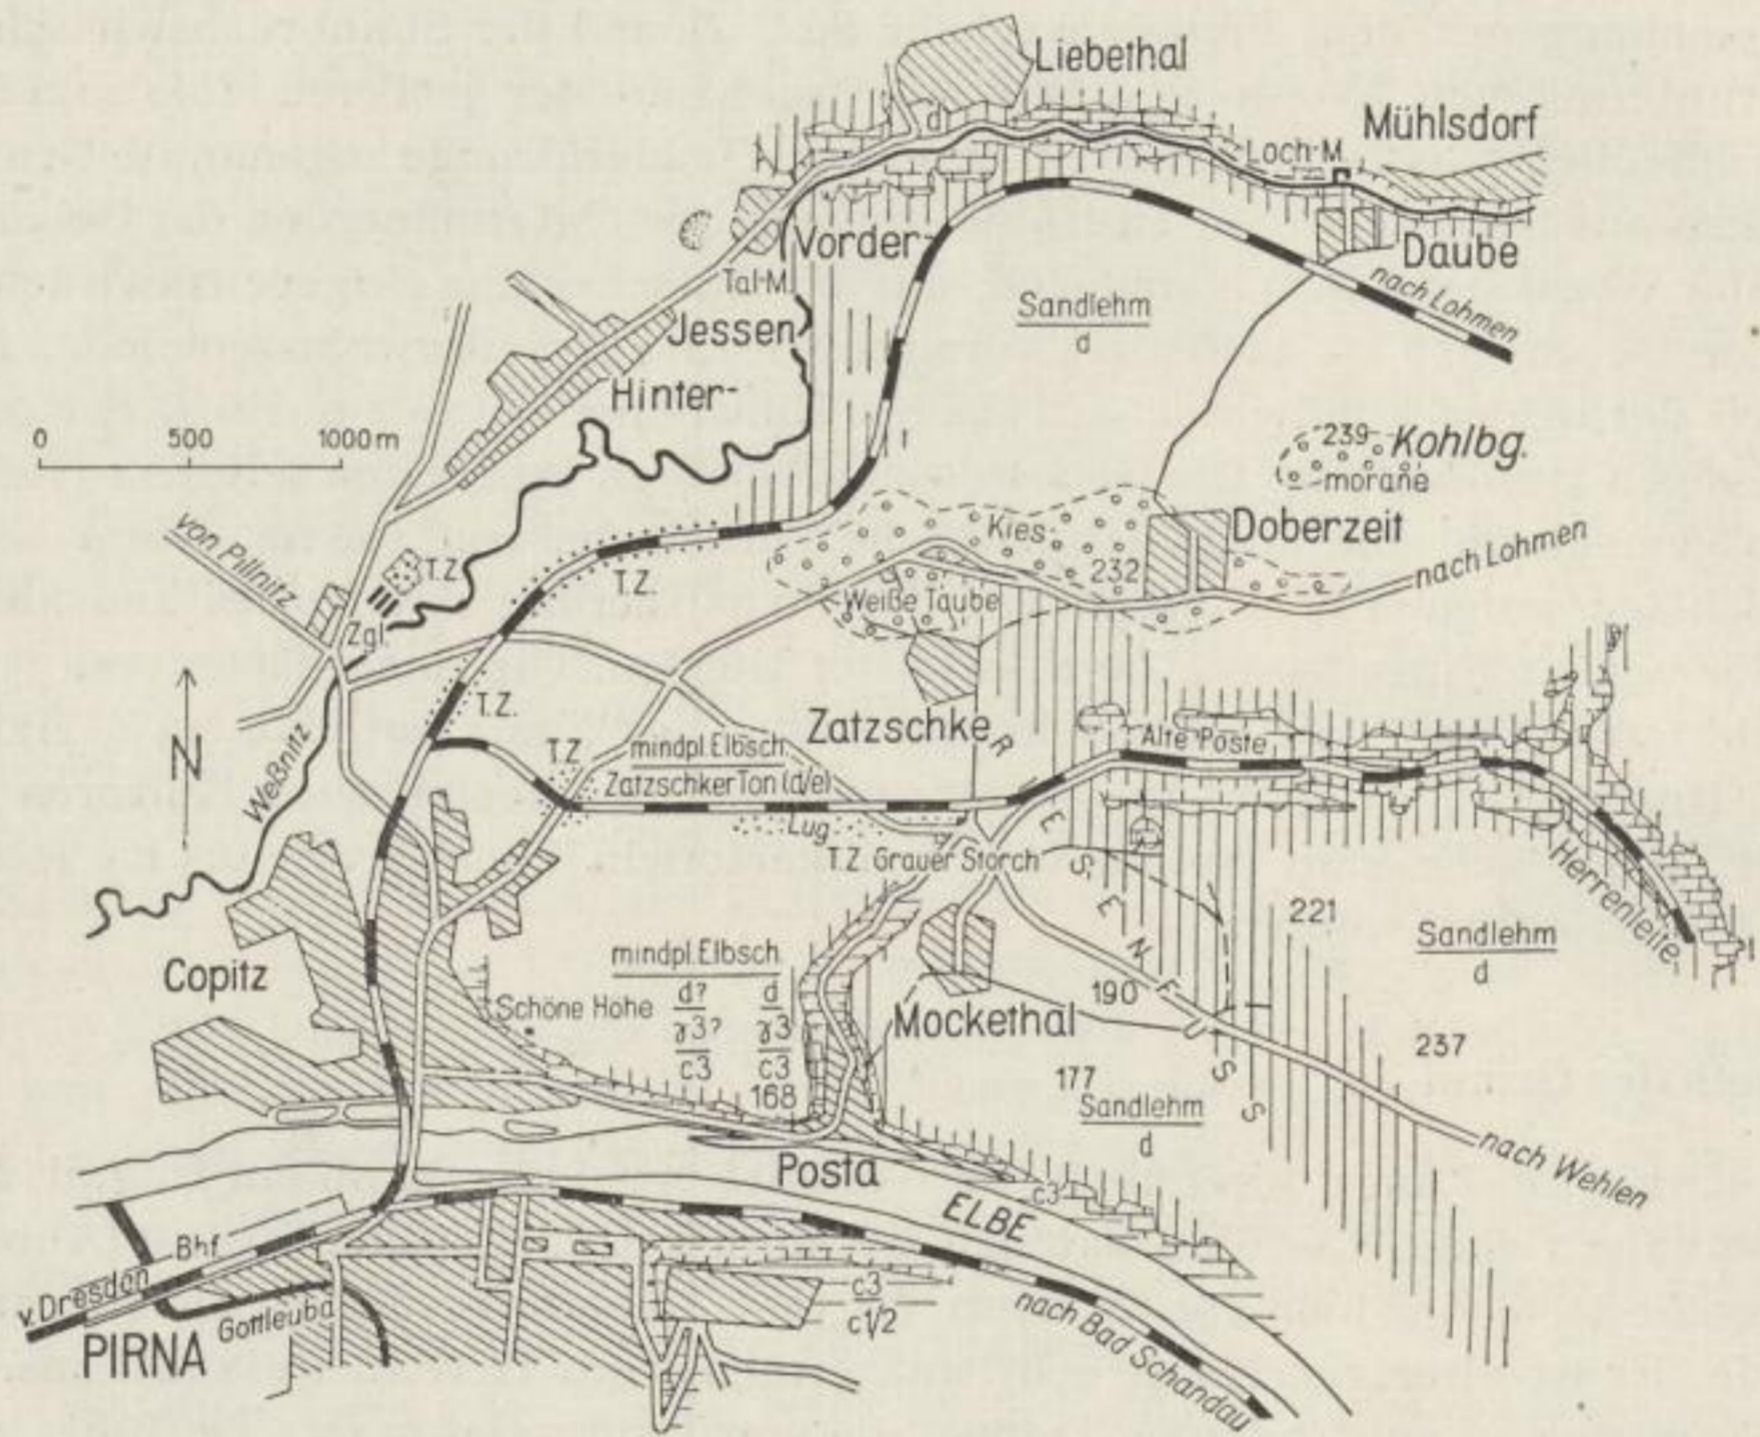 Liebethal
d
Mühlsdorf
Loch-M.
Vorder-
Daube
Tal-M.
nach Lohmen
Sandlehm
d
Jessen
Hinter-
0 500 1000 m
239 Kohlbg.
moräne
von Pillnitz
Kies
Doberzeit
nach Lohmen
T.Z.
T.Z.
232
Weiße Taube
Zgl.
T.Z.
Zatzschke
N
Weßnitz
T.Z.
mindpl. Elbsch.
Zatzschker Ton (d/e)
Alte Poste
Lug
T.Z. Grauer Storch
RIESENFUSS
Herrenleite
221
Sandlehm
d
Copitz
mindpl. Elbsch.
Schöne Höhe
d? d
γ3? γ3
c3 c3
168
190
Mockethal
237
177
Sandlehm
d
nach Wehlen
Posta
c3
ELBE
Bhf
v. Dresden
Gottleuba
c3
c1/2
nach Bad Schandau
PIRNA